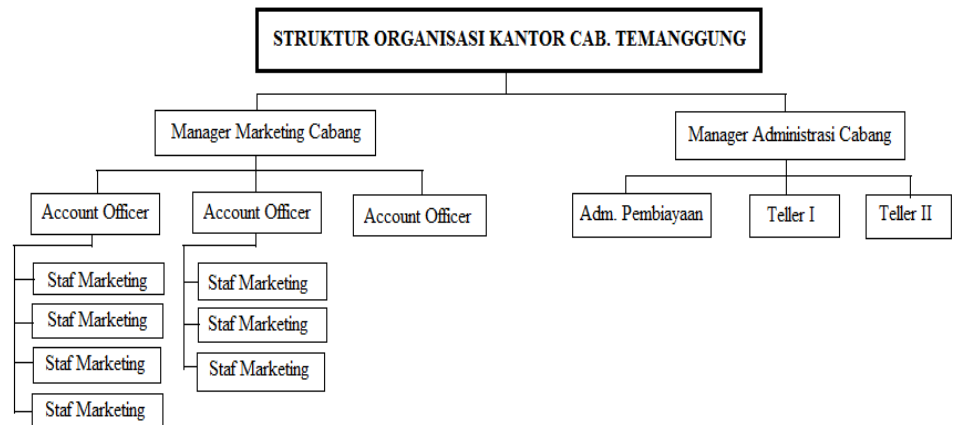 STRUKTUR ORGANISASI KANTOR CAB. TEMANGGUNG
Manager Marketing Cabang
Manager Administrasi Cabang
Account Officer
Account Officer
Account Officer
Adm. Pembiayaan
Teller I
Teller II
Staf Marketing
Staf Marketing
Staf Marketing
Staf Marketing
Staf Marketing
Staf Marketing
Staf Marketing